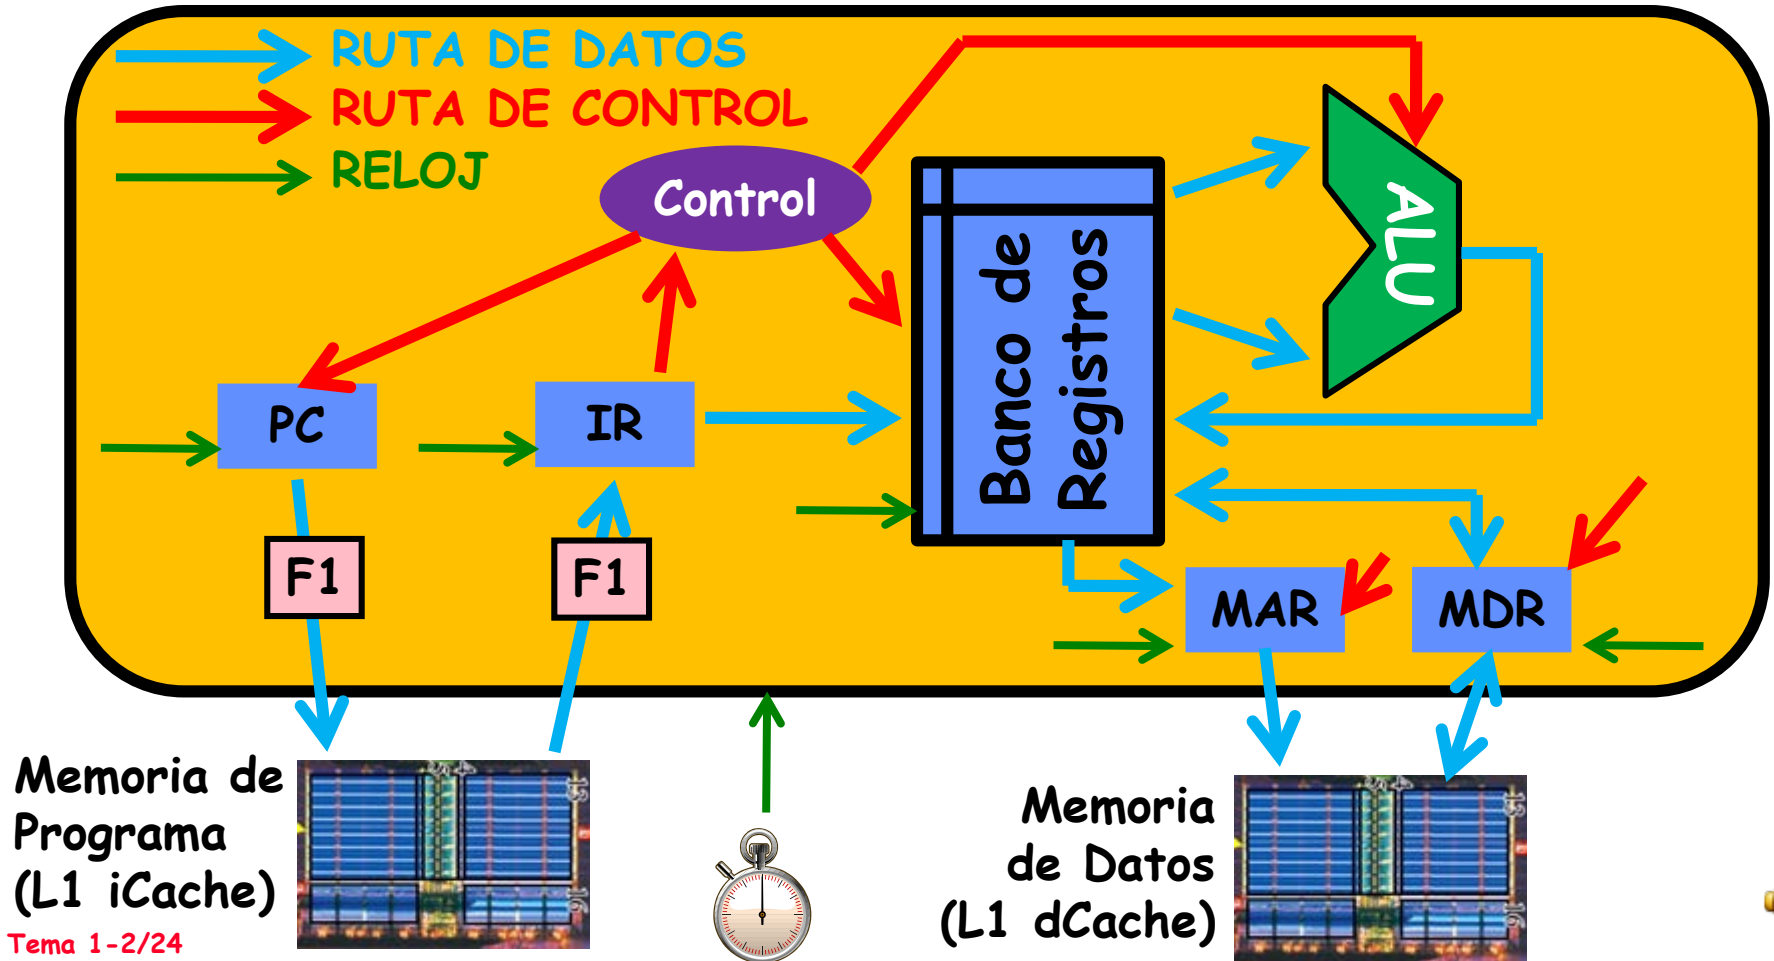 RUTA DE DATOS
RUTA DE CONTROL
RELOJ
Control
Banco de
Registros
ALU
PC
IR
F1
F1
MAR
MDR
Memoria de
Programa
(L1 iCache)
Memoria
de Datos
(L1 dCache)
Tema 1-2/24